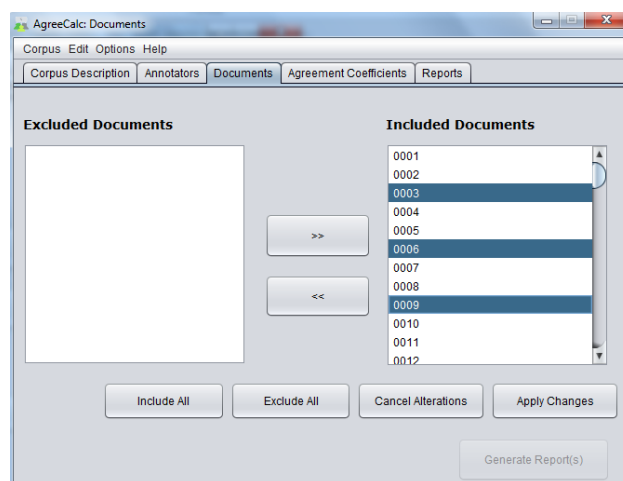 AgreeCalc: Documents
Corpus Edit Options Help
Corpus Description Annotators Documents Agreement Coefficients Reports
Excluded Documents Included Documents
0001
0002
0003
0004
0005
>> 0006
0007
0008
<< 0009
0010
0011
0012
Include All Exclude All Cancel Alterations Apply Changes
Generate Report(s)